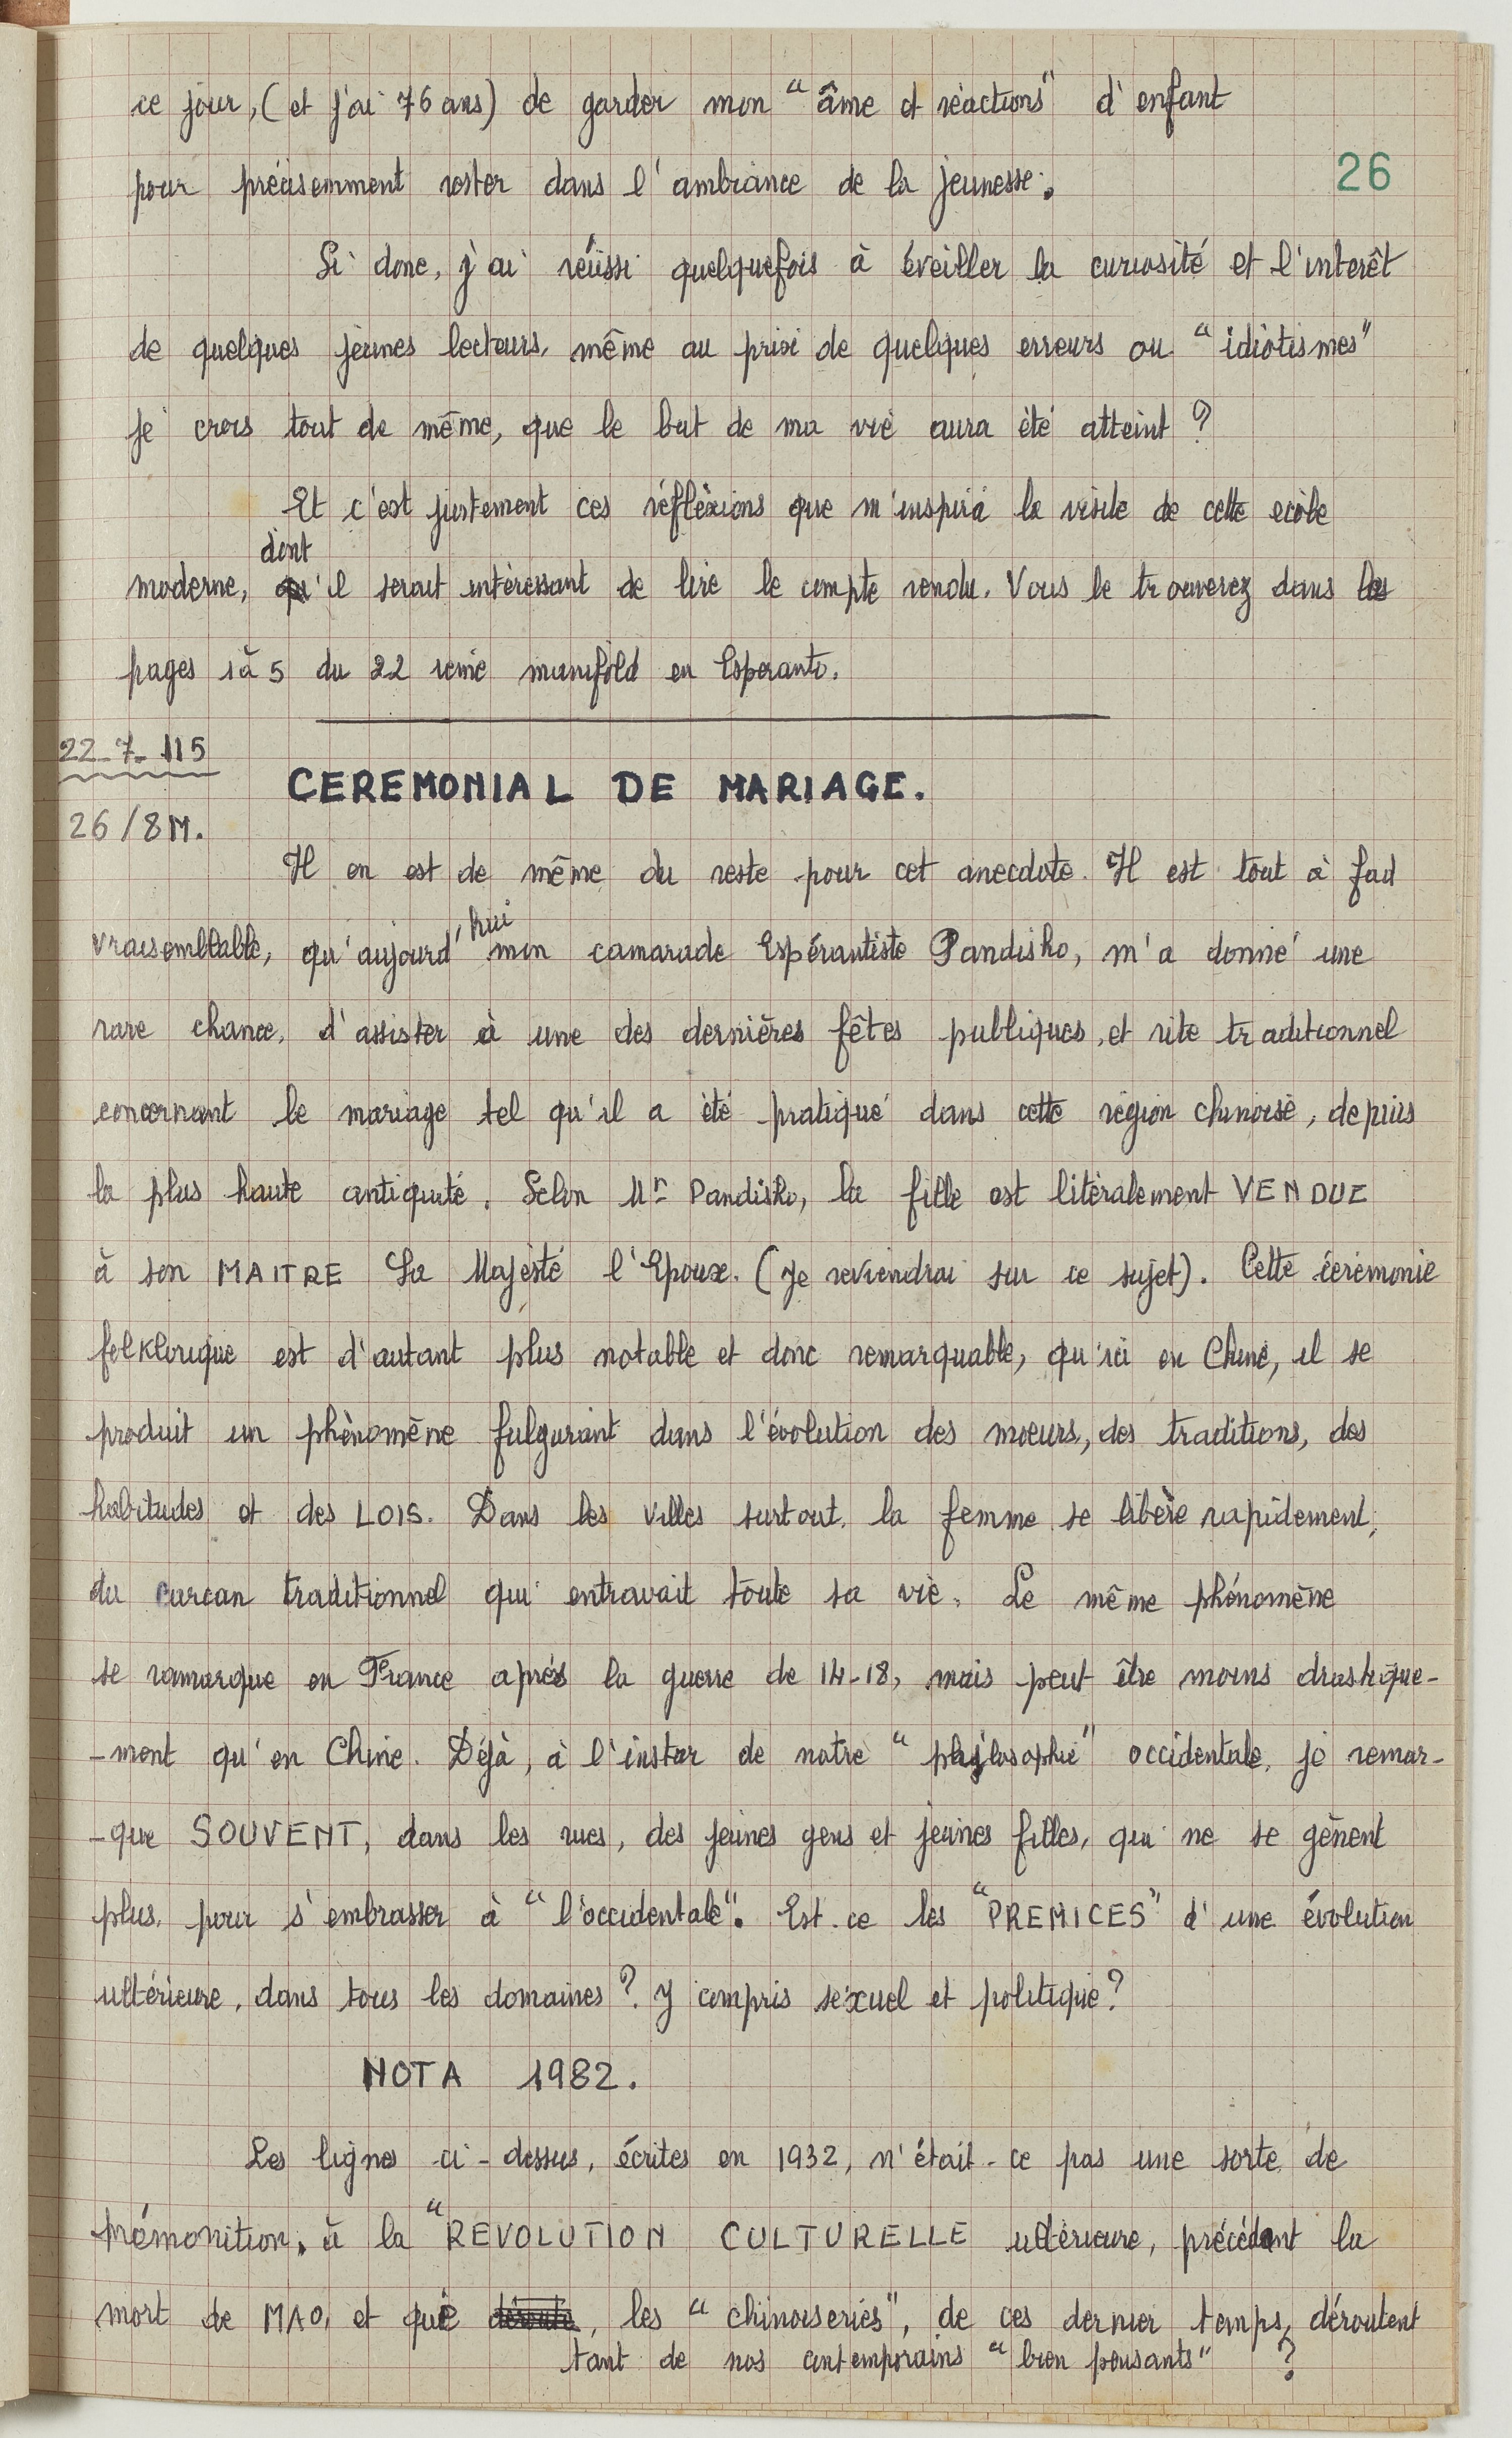 ce jour, (et j'ai 76 ans) de garder mon "âme et réactions" d'enfant
26
pour précisemment rester dans l'ambiance de la jeunesse.
Si donc, j'ai réussi quelquefois à éveiller la curiosité et l'interêt
de quelques jeunes lecteurs, même au prix de quelques erreurs ou "idiotismes"
je crois tout de même, que le but de ma vie aura été atteint ?
Et c'est justement ces réflèxions que m'inspira la visite de cette ecôle
dont
moderne, qu'il serait intéressant de lire le compte rendu. Vous le trouverez dans les
pages 1 à 5 du 22 ieme manifold en Esperanto.
22-7-115
CEREMONIAL DE MARIAGE.
26/8M.
Il en est de même du reste pour cet anecdote. Il est tout à fait
vraisemblable, qu'aujourd'hui mon camarade Espérantiste Pandisho, m'a donné une
rare chance, d'assister à une des dernières fêtes publiques, et rite traditionnel
concernant le mariage tel qu'il a été pratiqué dans cette région chinoise, depuis
la plus haute antiquité. Selon Mr Pandisho, la fille est litéralement VENDUE
à son MAITRE Sa Majesté l'Epoux. (Je reviendrai sur ce sujet). Cette cérémonie
folklorique est d'autant plus notable et donc remarquable, qu'ici en Chine, il se
produit un phénomène fulgurant dans l'évolution des moeurs, des traditions, des
habitudes et des LOIS. Dans les villes surtout, la femme se libère rapidement,
du carcan traditionnel qui entravait toute sa vie. Le même phénomène
se ramarque en France après la guerre de 14-18, mais peut être moins drastique-
-ment qu'en Chine. Déjà, à l'instar de notre "philosophie" occidentale, je remar-
-que SOUVENT, dans les rues, des jeunes gens et jeunes filles, qui ne se gênent
plus, pour s'embrasser à "l'occidentale". Est-ce les "PREMICES" d'une évolution
ultérieure, dans tous les domaines ? Y compris sexuel et politique ?
NOTA 1982.
Les lignes ci-dessus, écrites en 1932, n'était-ce pas une sorte de
prémonition, à la "REVOLUTION CULTURELLE ultérieure, précédant la
mort de MAO, et que déroute, les "chinoiseries", de ces dernier temps, déroutent
tant de nos contemporains "bien pensants" ?